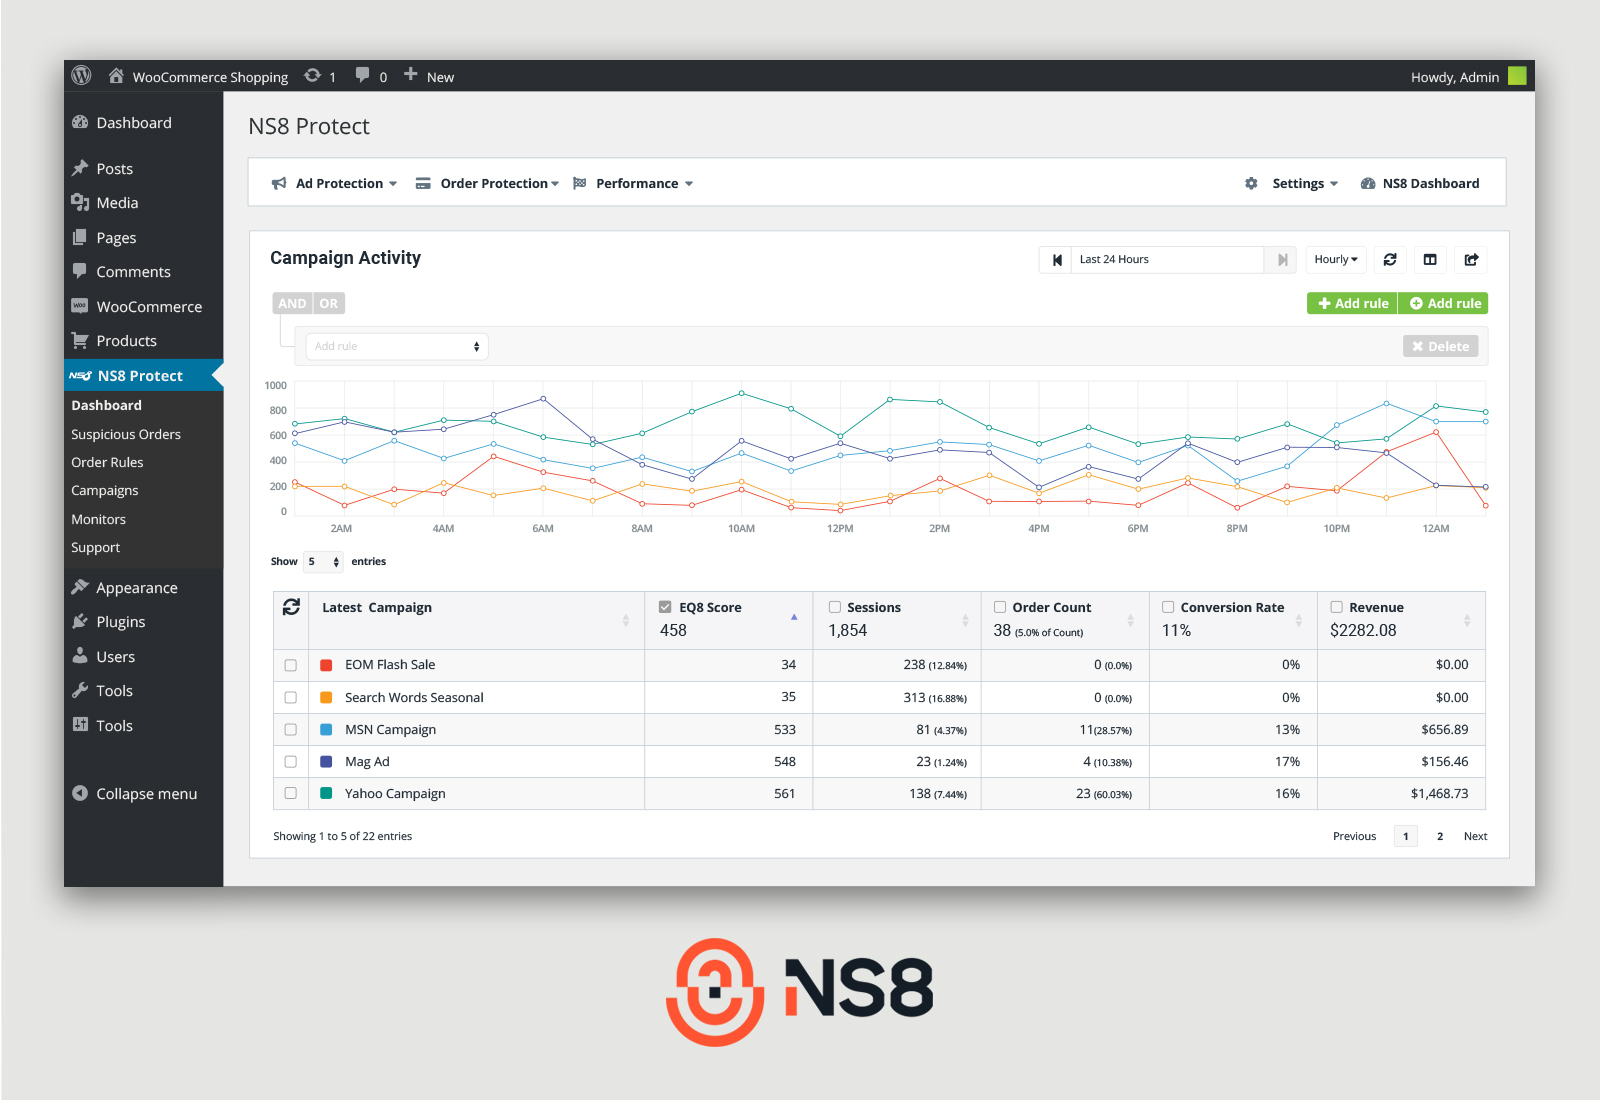 WooCommerce Shopping 1 0 New Howdy, Admin
Dashboard
Posts
Media
Pages
Comments
WooCommerce
Products
NS8 NS8 Protect
Dashboard
Suspicious Orders
Order Rules
Campaigns
Monitors
Support
Appearance
Plugins
Users
Tools
Tools
Collapse menu
NS8 Protect
Ad Protection Order Protection Performance Settings NS8 Dashboard
Campaign Activity Last 24 Hours Hourly
AND OR Add rule Add rule
Add rule Delete
1000
800
600
400
200
0
2AM 4AM 6AM 8AM 10AM 12PM 2PM 4PM 6PM 8PM 10PM 12AM
Show 5 entries
Latest Campaign EQ8 Score Sessions Order Count Conversion Rate Revenue
458 1,854 38 (5.0% of Count) 11% $2282.08
EOM Flash Sale 34 238 (12.84%) 0 (0.0%) 0% $0.00
Search Words Seasonal 35 313 (16.88%) 0 (0.0%) 0% $0.00
MSN Campaign 533 81 (4.37%) 11(28.57%) 13% $656.89
Mag Ad 548 23 (1.24%) 4 (10.38%) 17% $156.46
Yahoo Campaign 561 138 (7.44%) 23 (60.03%) 16% $1,468.73
Showing 1 to 5 of 22 entries Previous 1 2 Next
NS8